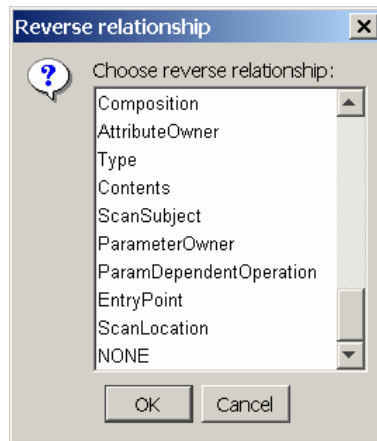 Reverse relationship
Choose reverse relationship:
Composition
AttributeOwner
Type
Contents
ScanSubject
ParameterOwner
ParamDependentOperation
EntryPoint
ScanLocation
NONE
OK Cancel